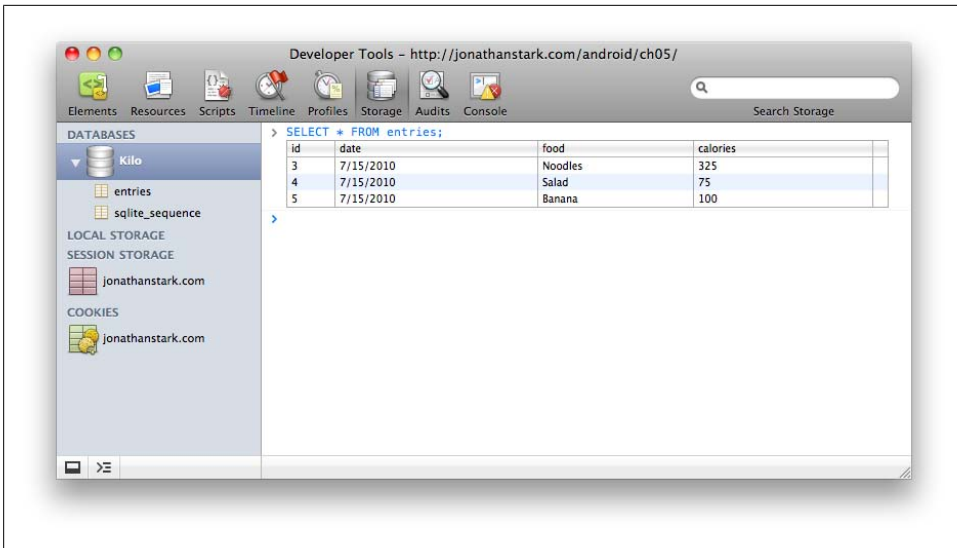 Developer Tools – http://jonathanstark.com/android/ch05/
Elements Resources Scripts Timeline Profiles Storage Audits Console
Search Storage
DATABASES
Kilo
entries
sqlite_sequence
LOCAL STORAGE
SESSION STORAGE
jonathanstark.com
COOKIES
jonathanstark.com
> SELECT * FROM entries;
id date food calories
3 7/15/2010 Noodles 325
4 7/15/2010 Salad 75
5 7/15/2010 Banana 100
>